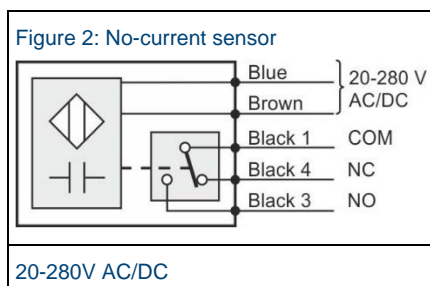 Figure 2: No-current sensor
Blue
Brown
20-280 V
AC/DC
Black 1 COM
Black 4 NC
Black 3 NO
20-280V AC/DC